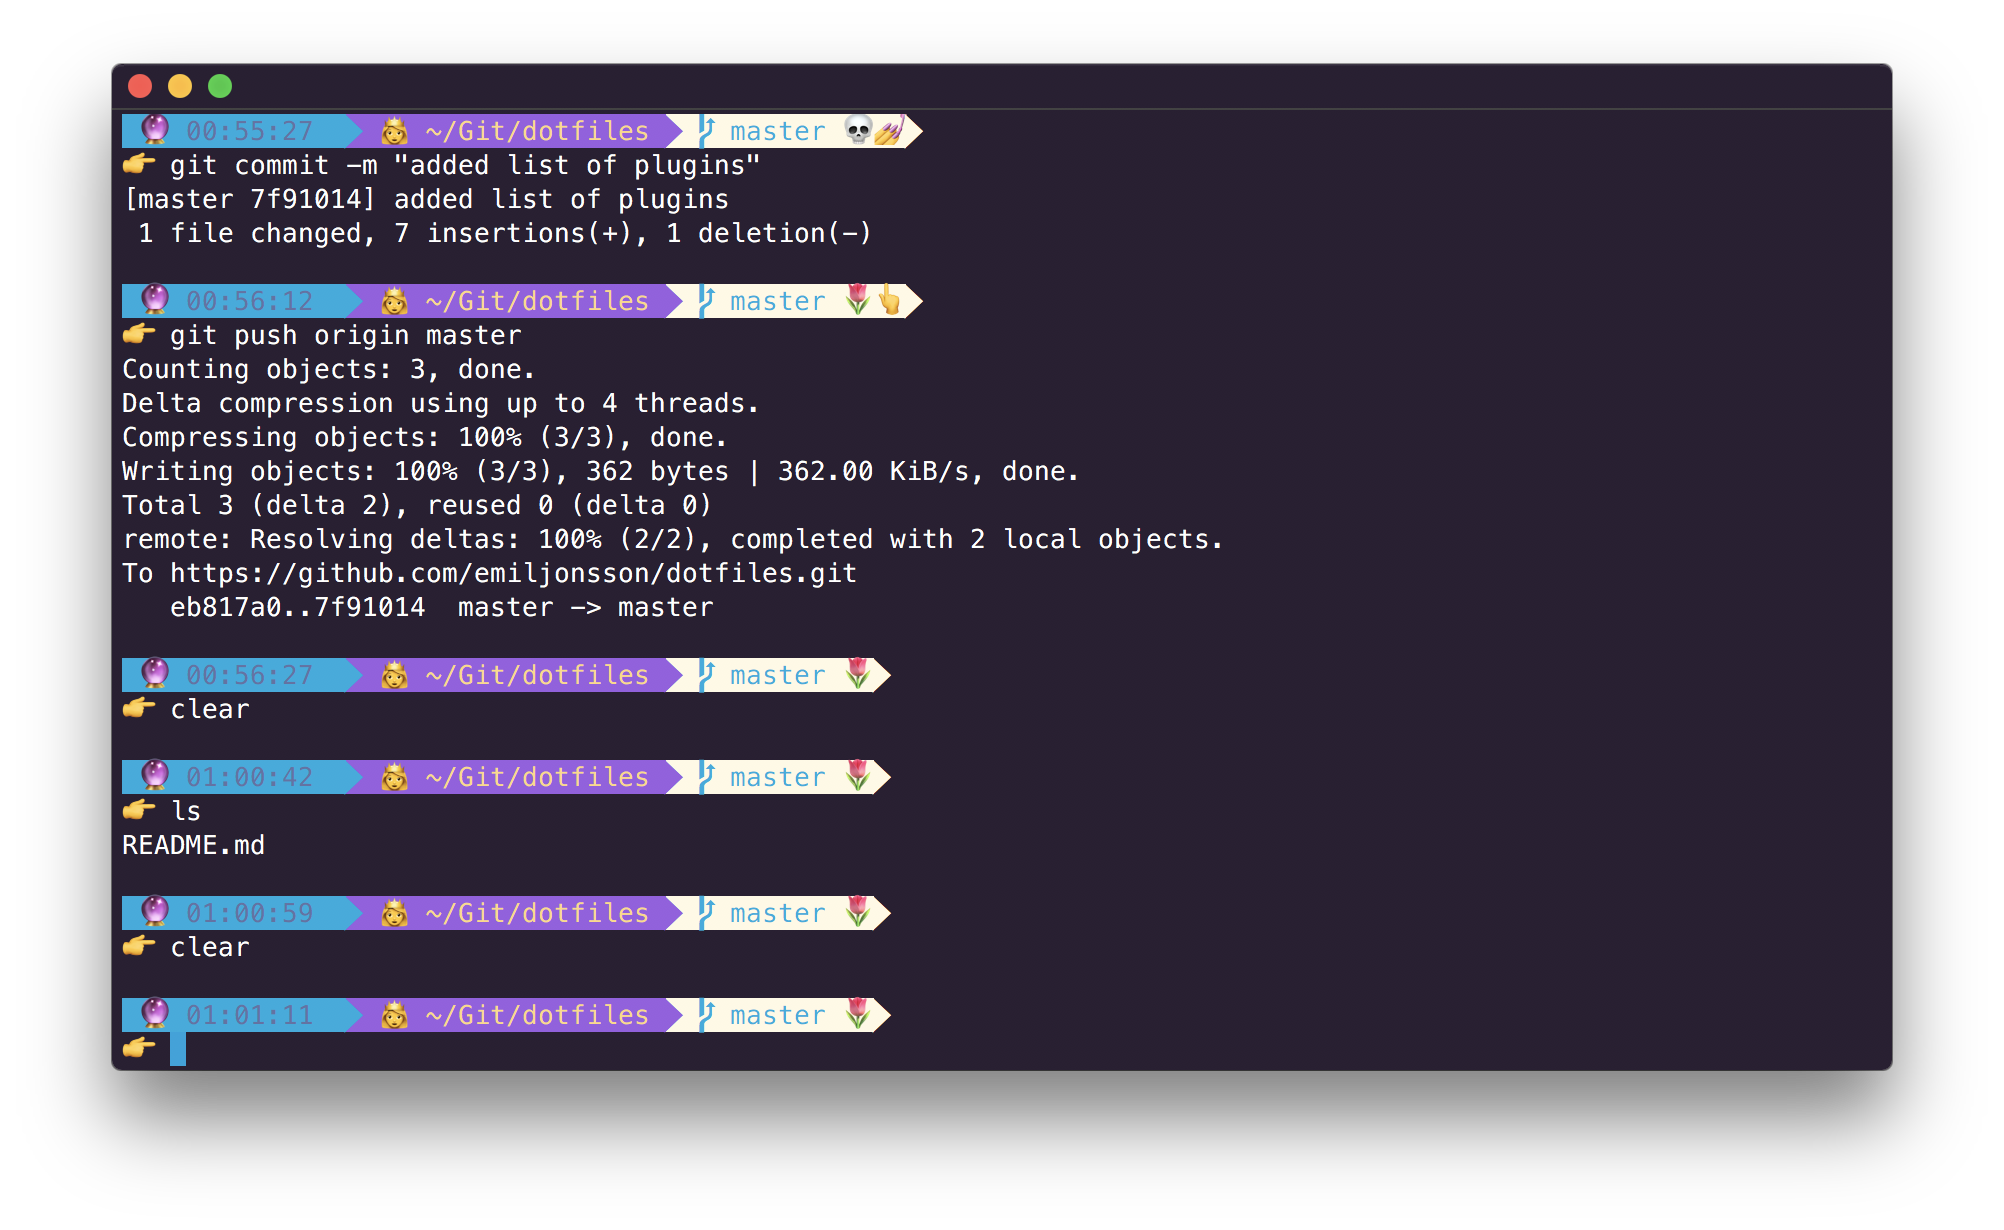 🔮 00:55:27 👸 ~/Git/dotfiles master 💀💅
👉 git commit -m "added list of plugins"
[master 7f91014] added list of plugins
1 file changed, 7 insertions(+), 1 deletion(-)
🔮 00:56:12 👸 ~/Git/dotfiles master 🌷👆
👉 git push origin master
Counting objects: 3, done.
Delta compression using up to 4 threads.
Compressing objects: 100% (3/3), done.
Writing objects: 100% (3/3), 362 bytes | 362.00 KiB/s, done.
Total 3 (delta 2), reused 0 (delta 0)
remote: Resolving deltas: 100% (2/2), completed with 2 local objects.
To https://github.com/emiljonsson/dotfiles.git
eb817a0..7f91014  master -> master
🔮 00:56:27 👸 ~/Git/dotfiles master 🌷
👉 clear
🔮 01:00:42 👸 ~/Git/dotfiles master 🌷
👉 ls
README.md
🔮 01:00:59 👸 ~/Git/dotfiles master 🌷
👉 clear
🔮 01:01:11 👸 ~/Git/dotfiles master 🌷
👉